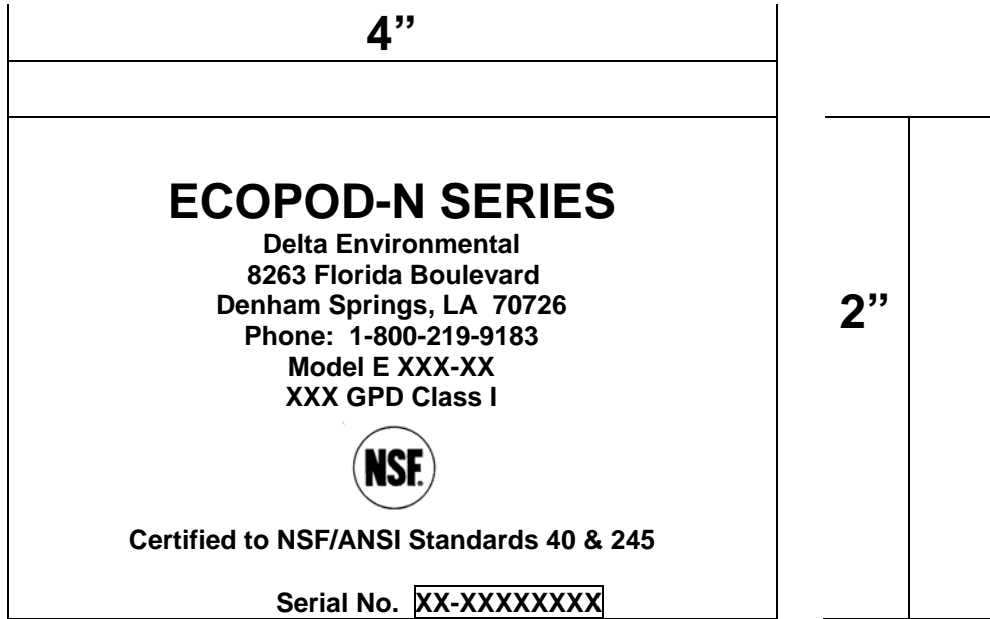 4”
ECOPOD-N SERIES
Delta Environmental
8263 Florida Boulevard
Denham Springs, LA  70726
Phone:  1-800-219-9183
Model E XXX-XX
XXX GPD Class I
NSF.
Certified to NSF/ANSI Standards 40 & 245
Serial No.  XX-XXXXXXXX
2”